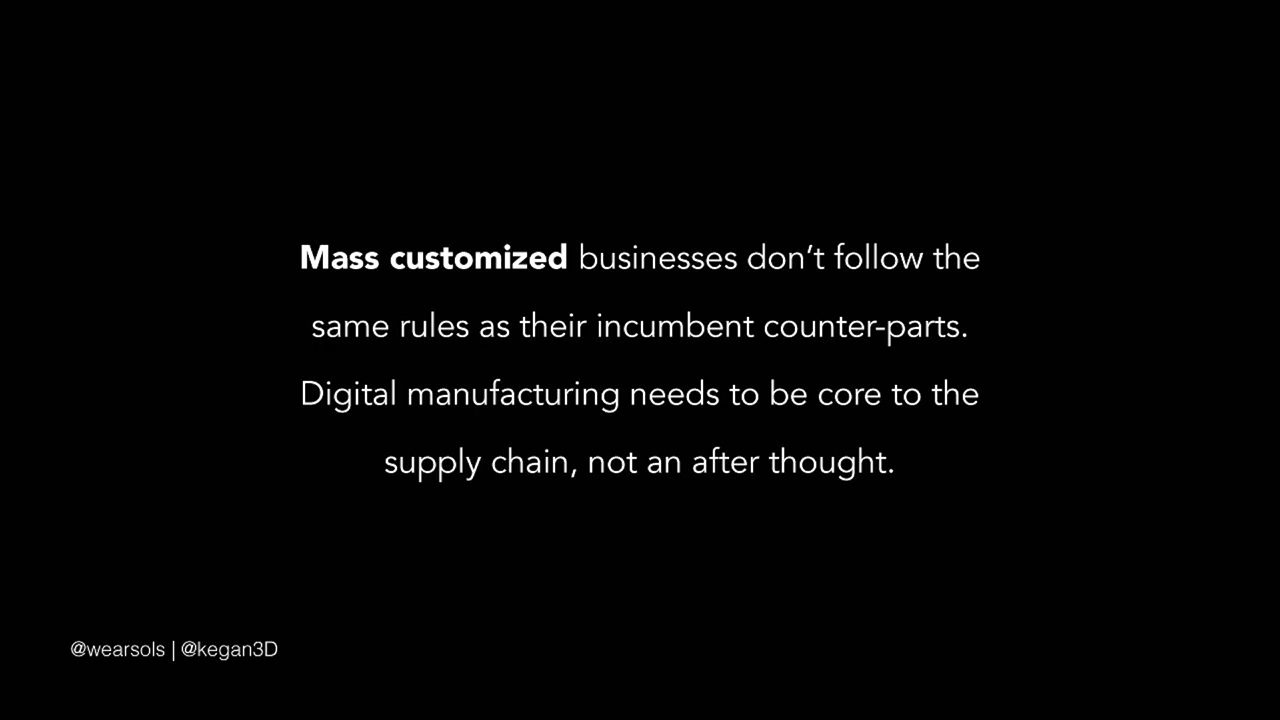 Mass customized businesses don’t follow the
same rules as their incumbent counter-parts.
Digital manufacturing needs to be core to the
supply chain, not an after thought.
@wearsols | @kegan3D